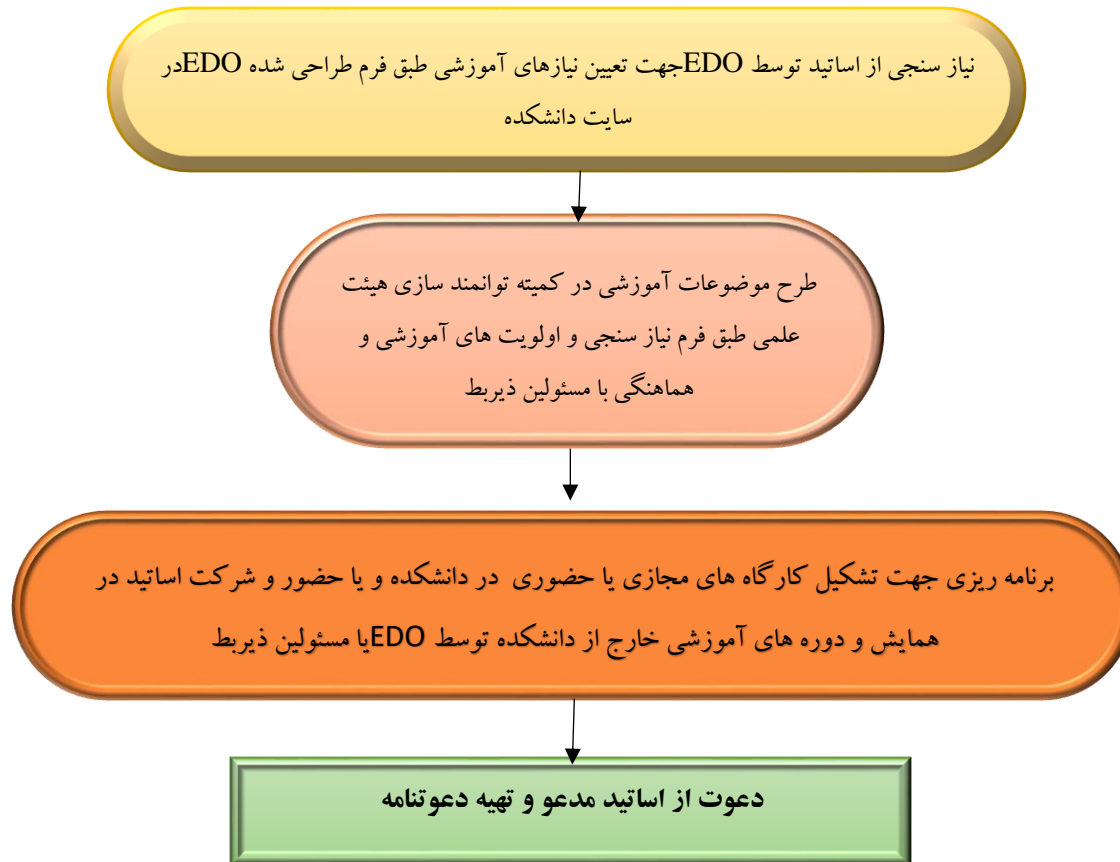 نیاز سنجی از اساتید توسط EDOجهت تعیین نیازهای آموزشی طبق فرم طراحی شده EDOدر
سایت دانشکده
طرح موضوعات آموزشی در کمیته توانمند سازی هیئت
علمی طبق فرم نیاز سنجی و اولویت های آموزشی و
هماهنگی با مسئولین ذیربط
برنامه ریزی جهت تشکیل کارگاه های مجازی یا حضوری در دانشکده و یا حضور و شرکت اساتید در
همایش و دوره های آموزشی خارج از دانشکده توسط EDOیا مسئولین ذیربط
دعوت از اساتید مدعو و تهیه دعوتنامه